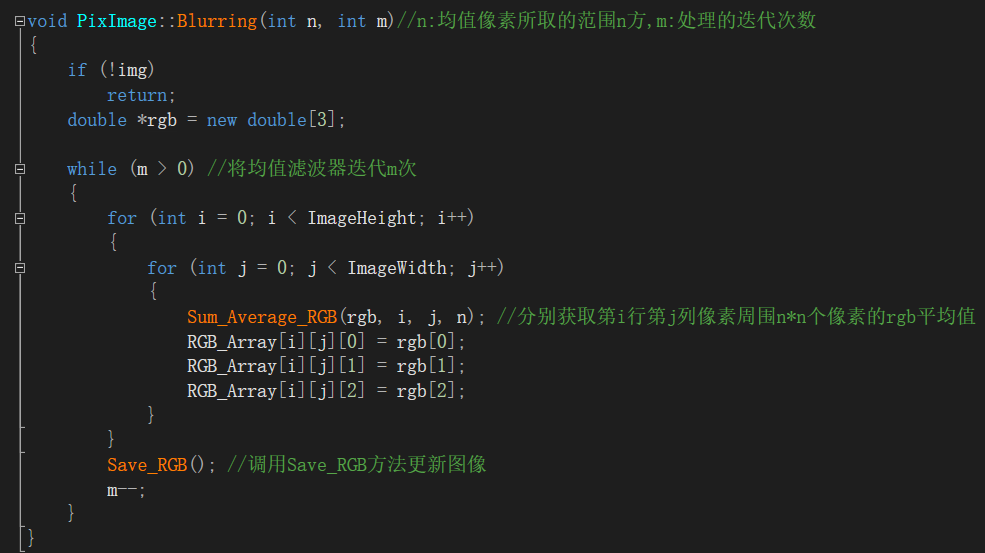 void PixImage::Blurring(int n, int m)//n:均值像素所取的范围n方,m:处理的迭代次数
{
    if (!img)
        return;
    double *rgb = new double[3];

    while (m > 0) //将均值滤波器迭代m次
    {
        for (int i = 0; i < ImageHeight; i++)
        {
            for (int j = 0; j < ImageWidth; j++)
            {
                Sum_Average_RGB(rgb, i, j, n); //分别获取第i行第j列像素周围n*n个像素的rgb平均值
                RGB_Array[i][j][0] = rgb[0];
                RGB_Array[i][j][1] = rgb[1];
                RGB_Array[i][j][2] = rgb[2];
            }
        }
        Save_RGB(); //调用Save_RGB方法更新图像
        m--;
    }
}